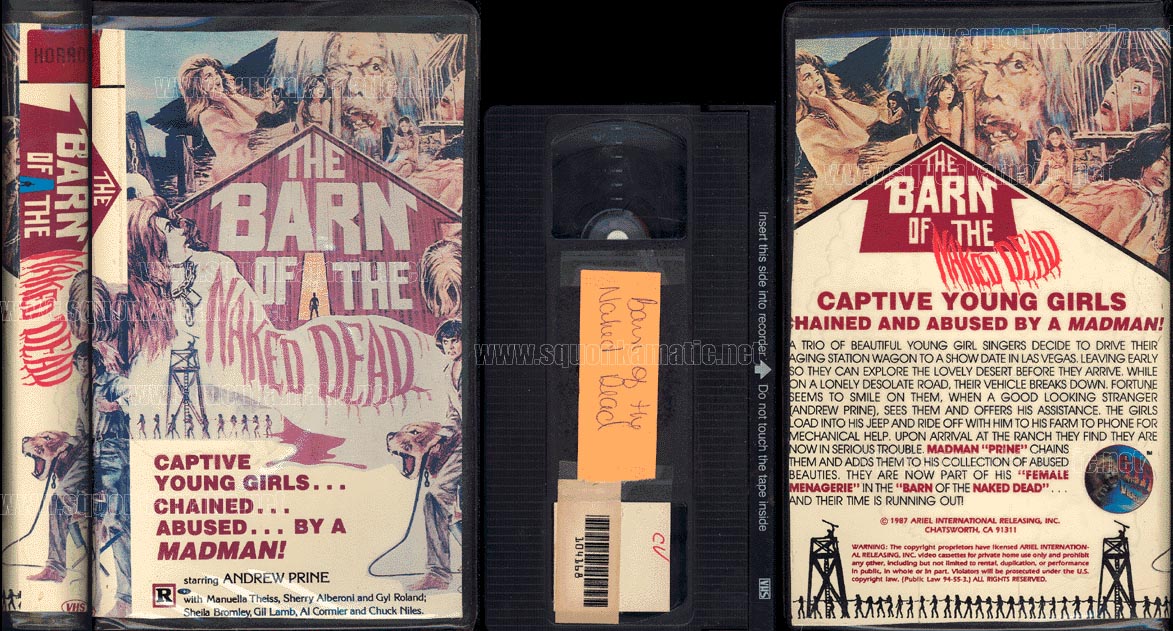 HORROR
THE
BARN
OF THE
NAKED DEAD
VHS
THE
BARN
OF THE
NAKED DEAD
CAPTIVE
YOUNG GIRLS...
CHAINED...
ABUSED... BY A
MADMAN!
R
starring ANDREW PRINE
with Manuella Theiss, Sherry Alberoni and Gyl Roland;
Sheila Bromley, Gil Lamb, Al Cormier and Chuck Niles.
barn of the
Naked Dead
CV
104168
Insert this side into recorder. Do not touch the tape inside
VHS
www.squonkamatic.net
THE
BARN
OF THE
NAKED DEAD
CAPTIVE YOUNG GIRLS
CHAINED AND ABUSED BY A MADMAN!
A TRIO OF BEAUTIFUL YOUNG GIRL SINGERS DECIDE TO DRIVE THEIR
AGING STATION WAGON TO A SHOW DATE IN LAS VEGAS. LEAVING EARLY
SO THEY CAN EXPLORE THE LOVELY DESERT BEFORE THEY ARRIVE. WHILE
ON A LONELY DESOLATE ROAD, THEIR VEHICLE BREAKS DOWN. FORTUNE
SEEMS TO SMILE ON THEM, WHEN A GOOD LOOKING STRANGER
(ANDREW PRINE), SEES THEM AND OFFERS HIS ASSISTANCE. THE GIRLS
LOAD INTO HIS JEEP AND RIDE OFF WITH HIM TO HIS FARM TO PHONE FOR
MECHANICAL HELP. UPON ARRIVAL AT THE RANCH THEY FIND THEY ARE
NOW IN SERIOUS TROUBLE. MADMAN "PRINE" CHAINS
THEM AND ADDS THEM TO HIS COLLECTION OF ABUSED
BEAUTIES. THEY ARE NOW PART OF HIS "FEMALE
MENAGERIE" IN THE "BARN OF THE NAKED DEAD"...
AND THEIR TIME IS RUNNING OUT!
© 1987 ARIEL INTERNATIONAL RELEASING, INC.
CHATSWORTH, CA 91311
WARNING: The copyright proprietors have licensed ARIEL INTERNATION-
AL RELEASING, INC. video cassettes for private home use only and prohibit
any other, including but not limited to rental, duplication, or performance
in public, in whole or in part. Violators will be prosecuted under the U.S.
copyright law. (Public Law 94-55-3.) ALL RIGHTS RESERVED.